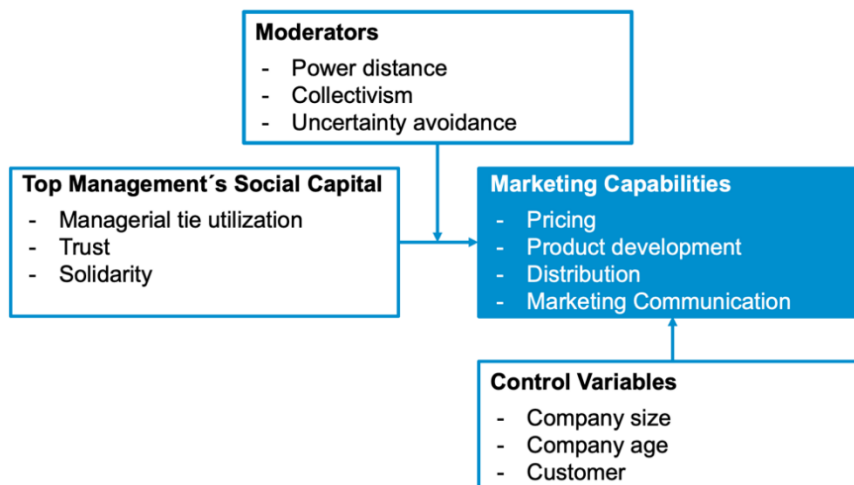 Moderators
- Power distance
- Collectivism
- Uncertainty avoidance
Top Management´s Social Capital
- Managerial tie utilization
- Trust
- Solidarity
Marketing Capabilities
- Pricing
- Product development
- Distribution
- Marketing Communication
Control Variables
- Company size
- Company age
- Customer